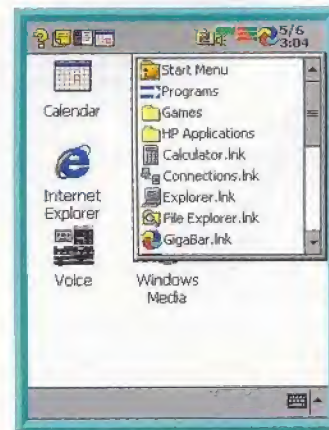 5/6
3:04
Calendar
Internet
Explorer
Voice
Windows
Media
Start Menu
Programs
Games
HP Applications
Calculator.lnk
Connections.lnk
Explorer.lnk
File Explorer.lnk
GigaBar.lnk